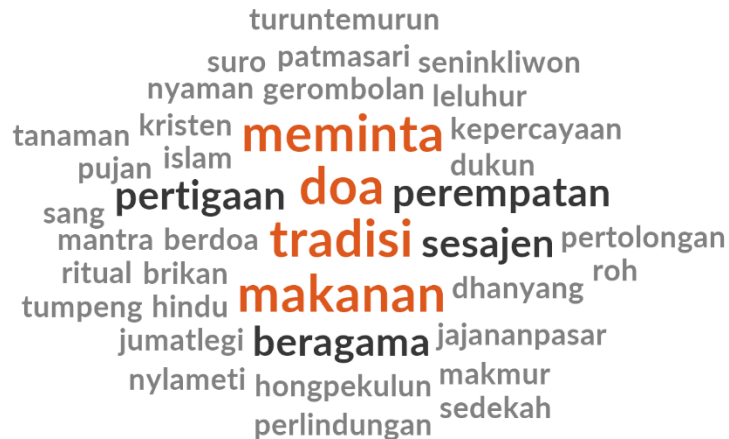 turuntemurun
suro patmasari seninkliwon
nyaman gerombolan leluhur
tanaman kristen meminta kepercayaan
pujan islam doa dukun
sang pertigaan perempatan
mantra berdoa tradisi sesajen pertolongan
ritual brikan makanan dhanyang roh
tumpeng hindu
jumatlegi beragama jajananpasar
nylameti hongpekulun makmur
perlindungan sedekah